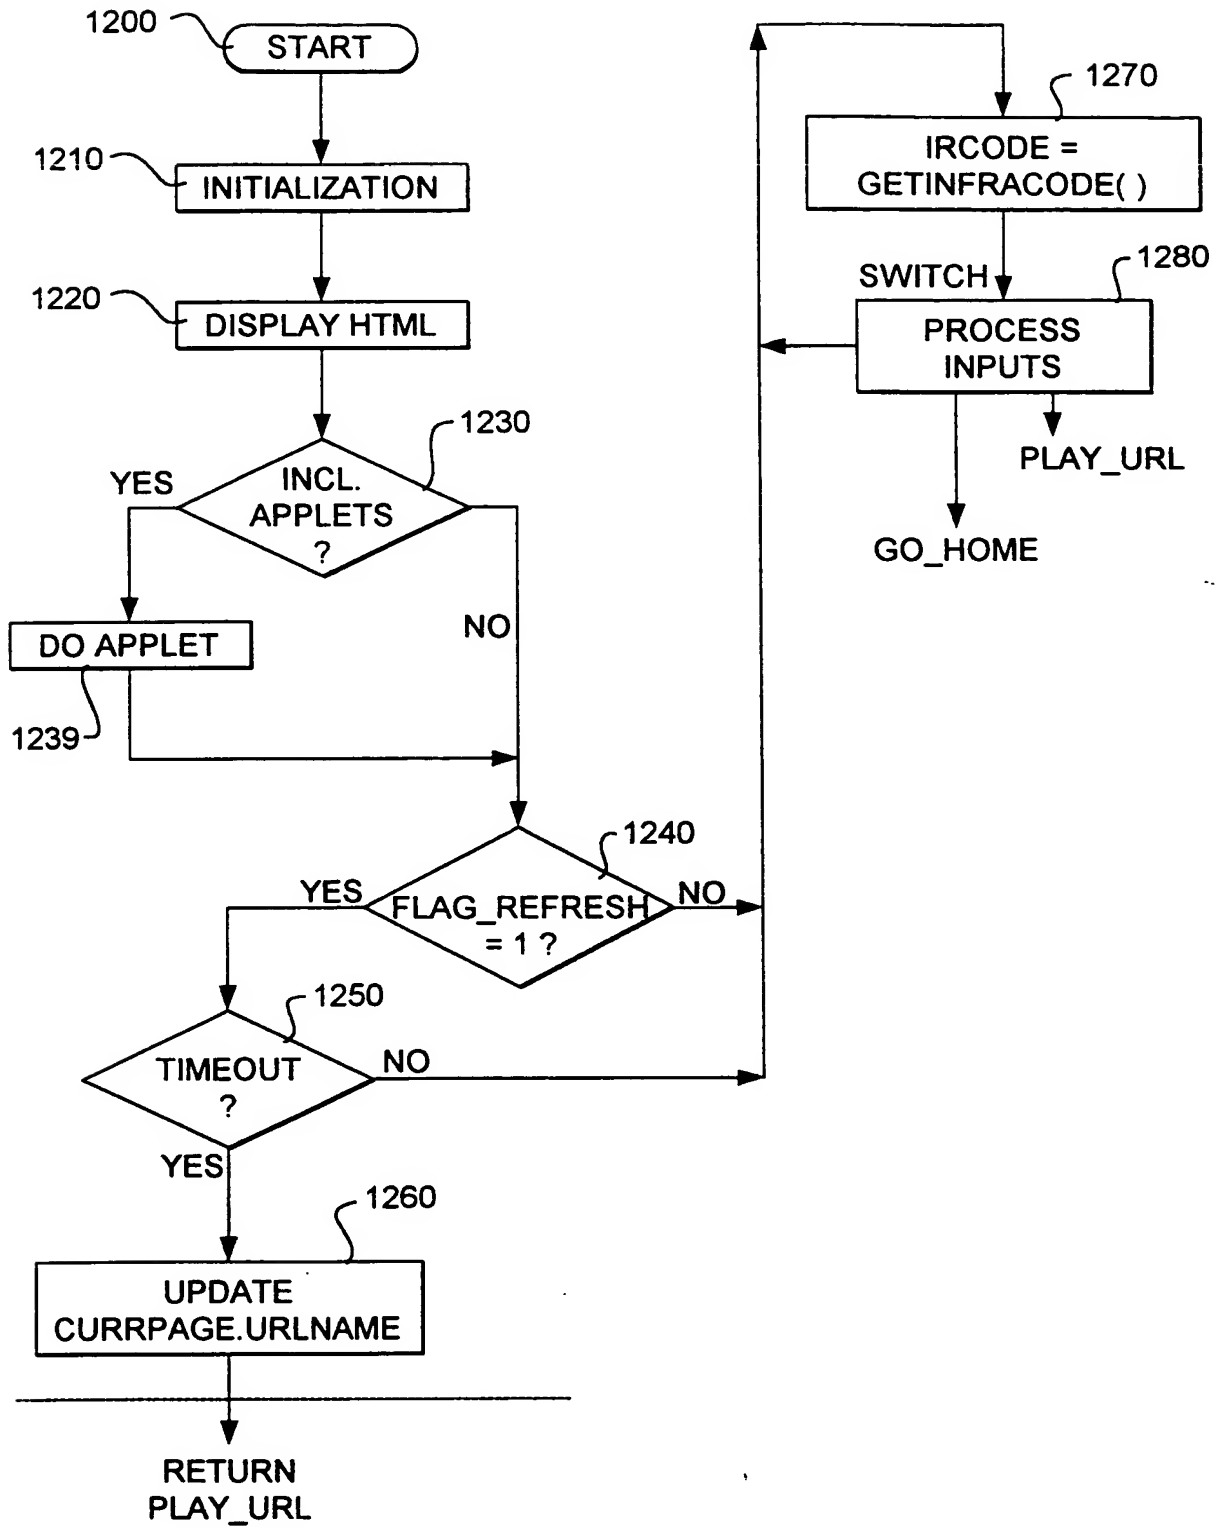 1200
START
1210
INITIALIZATION
1220
DISPLAY HTML
1230
YES
INCL.
APPLETS
?
NO
DO APPLET
1239
1240
YES
FLAG_REFRESH
= 1 ?
NO
1250
TIMEOUT
?
NO
YES
1260
UPDATE
CURRPAGE.URLNAME
RETURN
PLAY_URL
1270
IRCODE =
GETINFRACODE( )
1280
SWITCH
PROCESS
INPUTS
PLAY_URL
GO_HOME